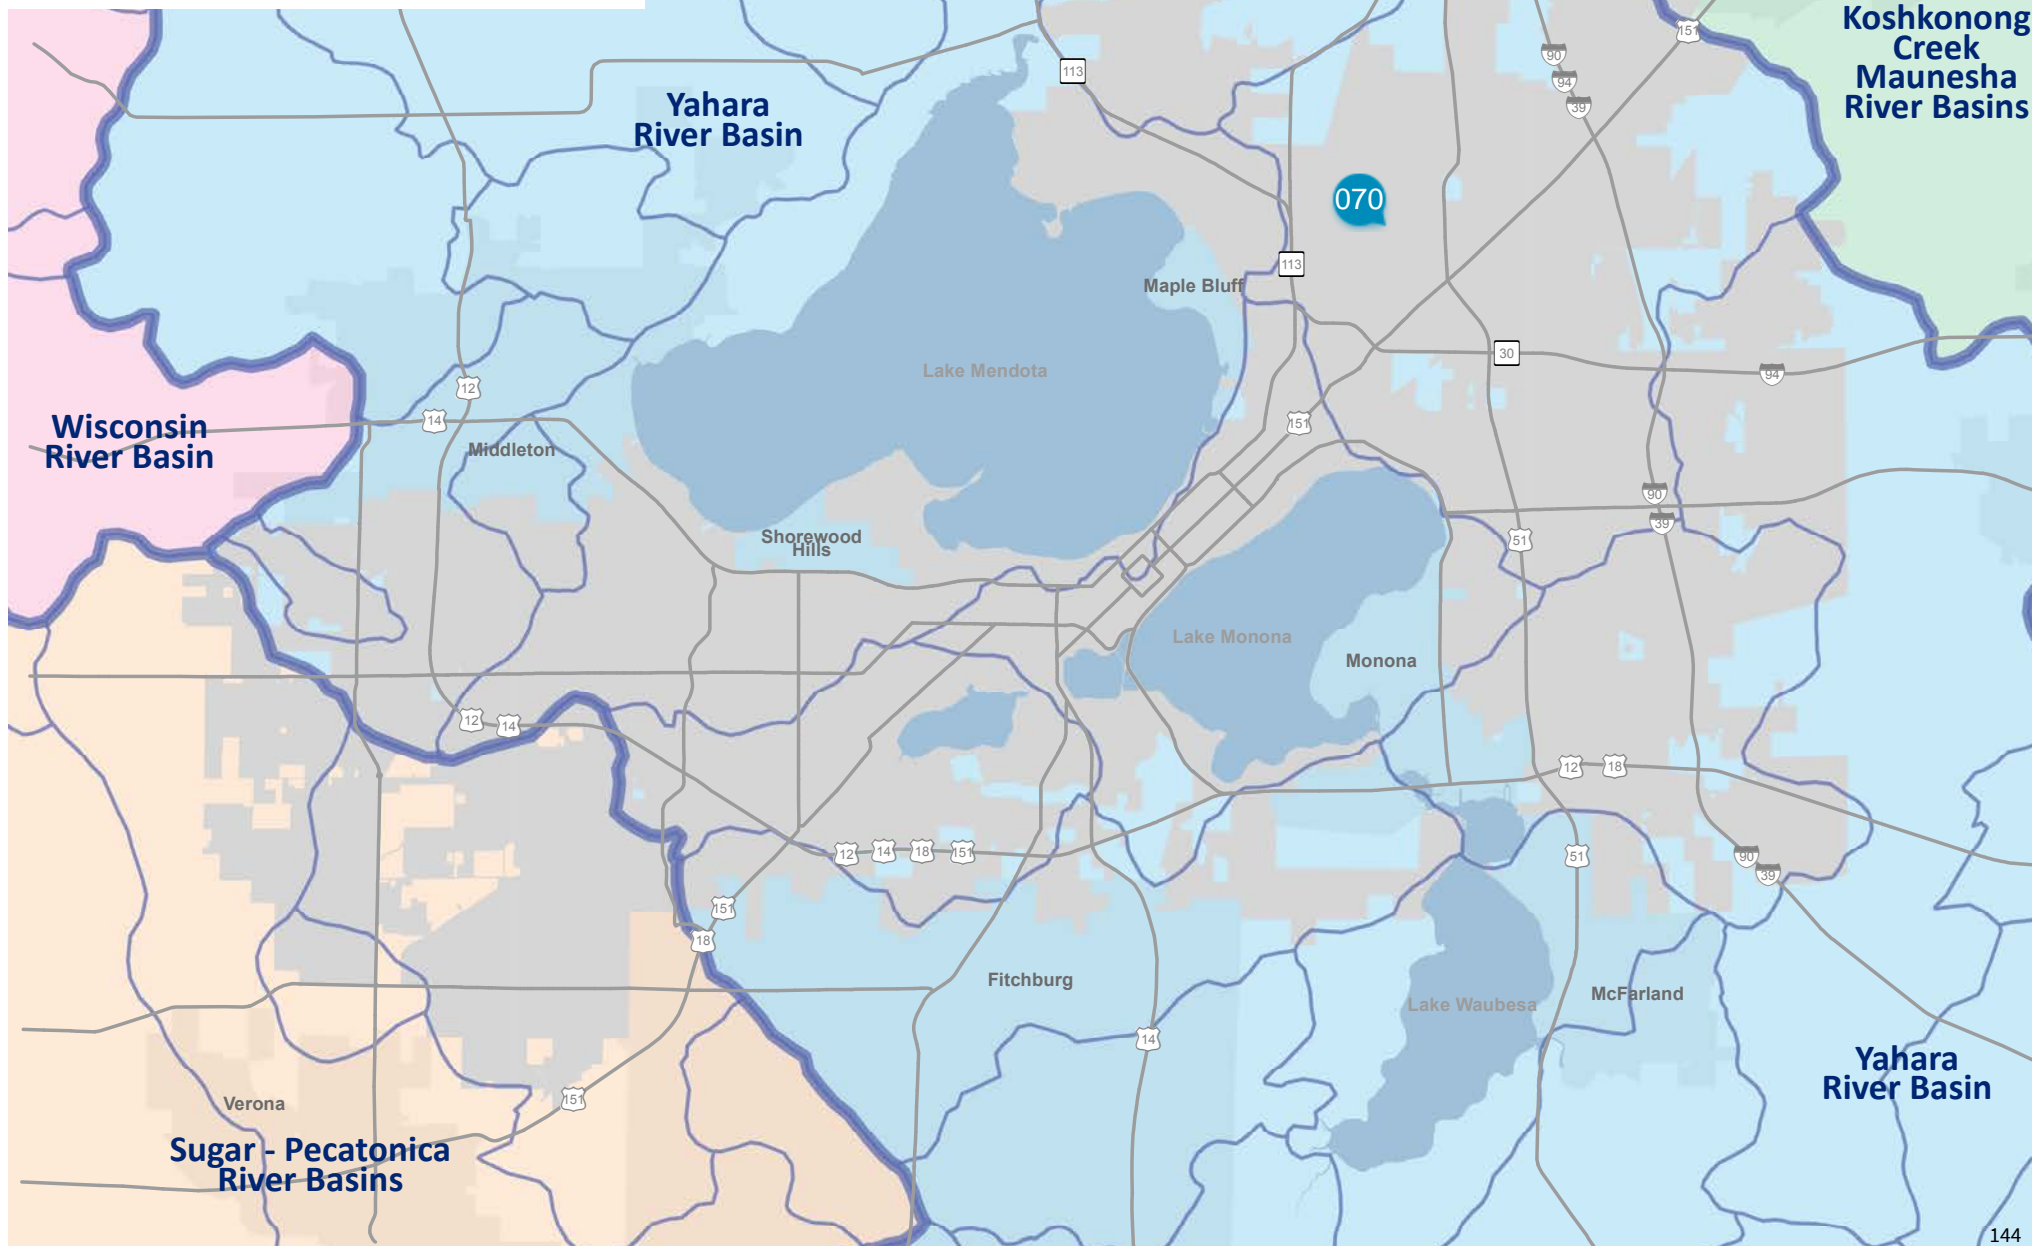 Koshkonong
Creek
Maunesha
River Basins
151
90
94
39
113
Yahara
River Basin
070
113
Maple Bluff
30
Lake Mendota
94
12
14
151
Wisconsin
River Basin
Middleton
90
39
51
Shorewood
Hills
Lake Monona
Monona
12
14
12
18
12
14
18
151
51
90
39
151
18
Fitchburg
Lake Waubesa
McFarland
14
Yahara
River Basin
Verona
151
Sugar - Pecatonica
River Basins
144